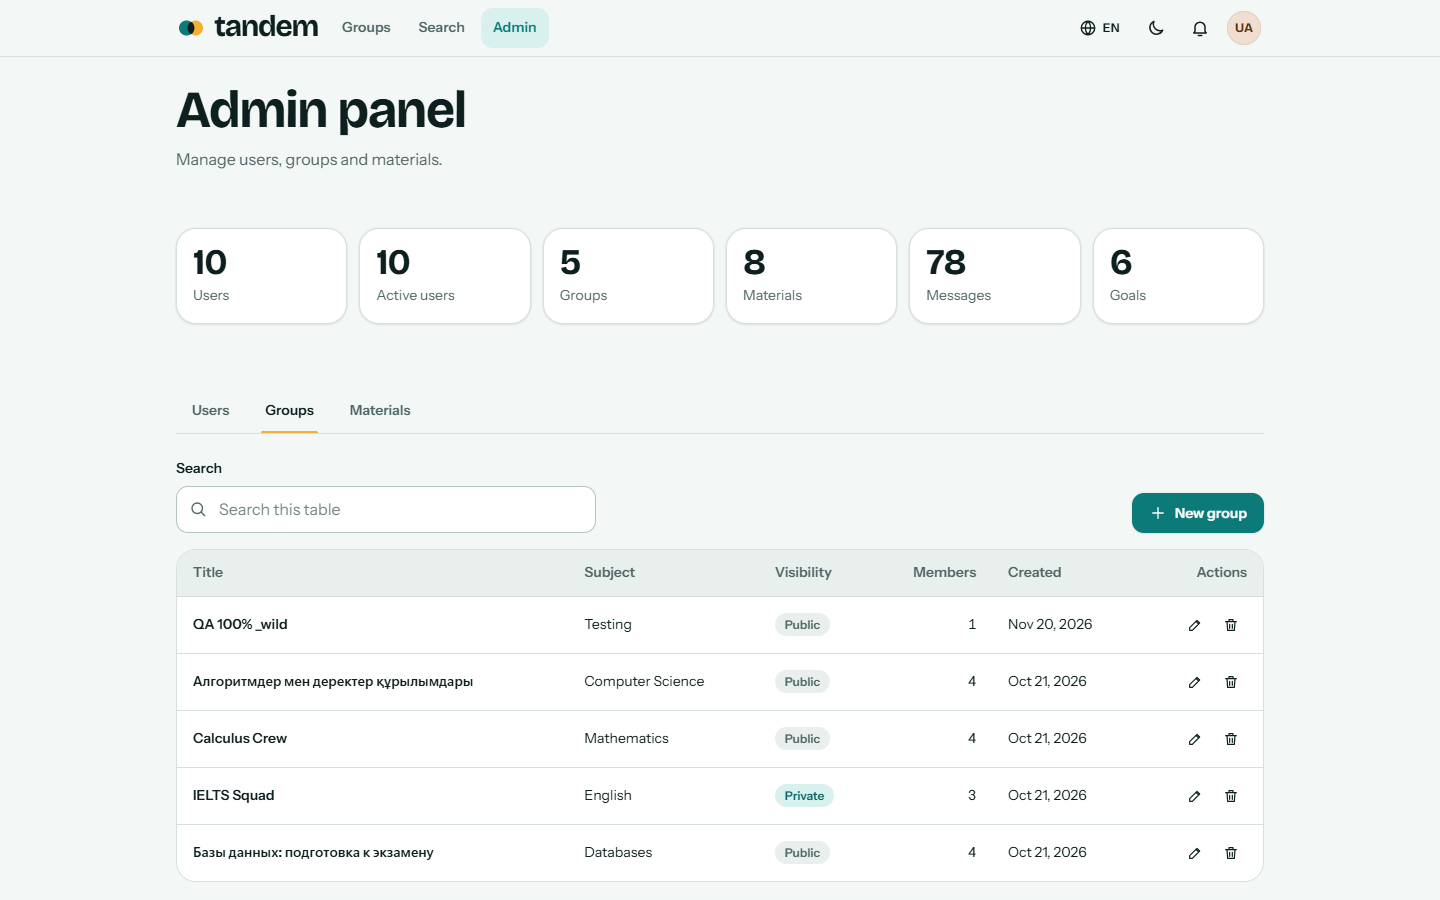 tandem Groups Search Admin EN UA
Admin panel
Manage users, groups and materials.
10 10 5 8 78 6
Users Active users Groups Materials Messages Goals
Users Groups Materials
Search
Search this table
New group
Title Subject Visibility Members Created Actions
QA 100% _wild Testing Public 1 Nov 20, 2026
Алгоритмдер мен деректер құрылымдары Computer Science Public 4 Oct 21, 2026
Calculus Crew Mathematics Public 4 Oct 21, 2026
IELTS Squad English Private 3 Oct 21, 2026
Базы данных: подготовка к экзамену Databases Public 4 Oct 21, 2026